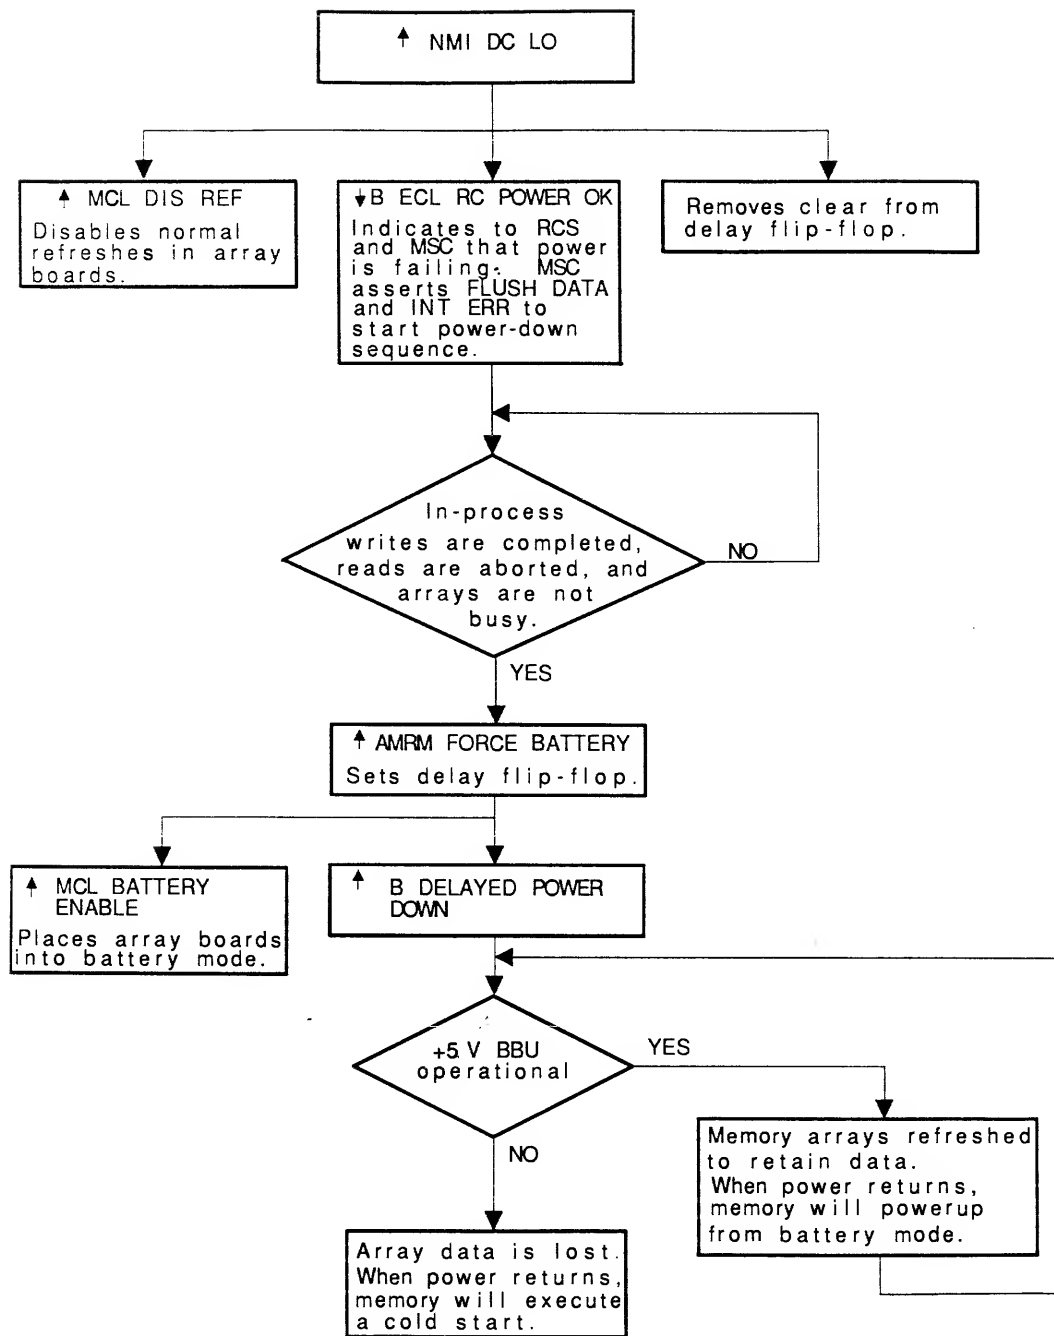 ↑ NMI DC LO
↑ MCL DIS REF
Disables normal
refreshes in array
boards.
↓B ECL RC POWER OK
Indicates to RCS
and MSC that power
is failing. MSC
asserts FLUSH DATA
and INT ERR to
start power-down
sequence.
Removes clear from
delay flip-flop.
In-process
writes are completed,
reads are aborted, and
arrays are not
busy.
NO
YES
↑ AMRM FORCE BATTERY
Sets delay flip-flop.
↑ MCL BATTERY
ENABLE
Places array boards
into battery mode.
↑ B DELAYED POWER
DOWN
+5 V BBU
operational
YES
NO
Memory arrays refreshed
to retain data.
When power returns,
memory will powerup
from battery mode.
Array data is lost.
When power returns,
memory will execute
a cold start.